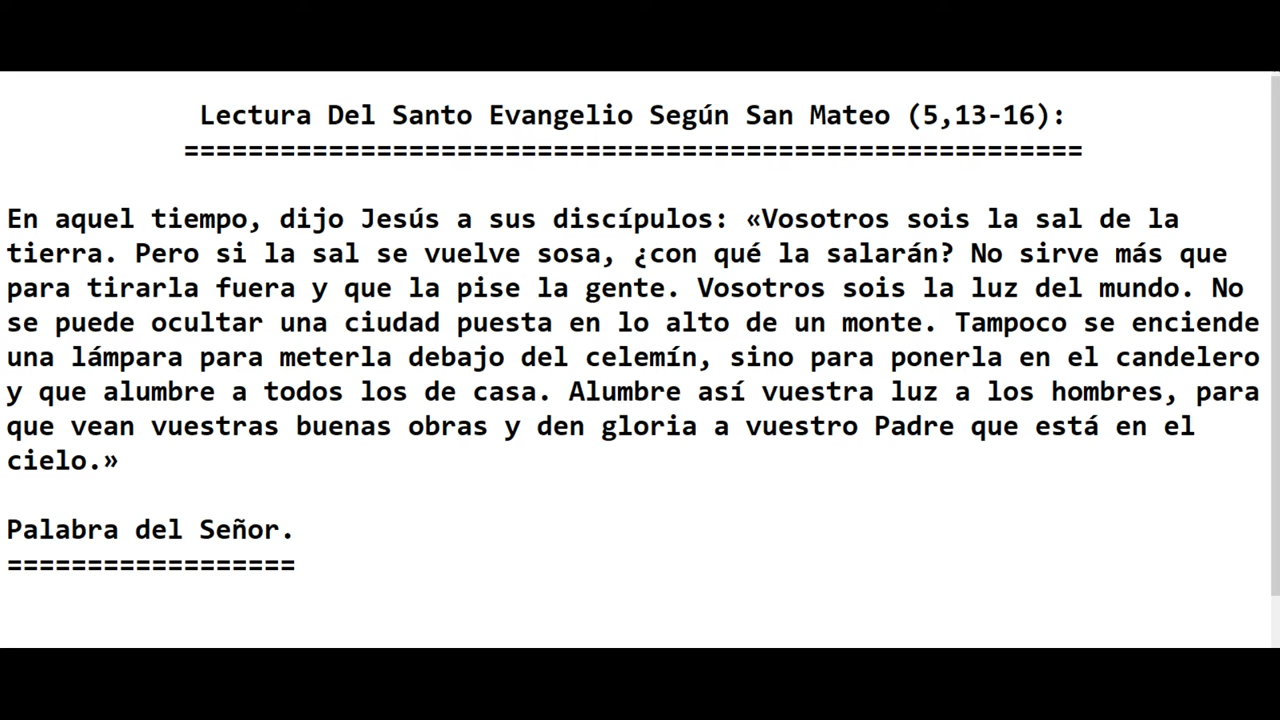 Lectura Del Santo Evangelio Según San Mateo (5,13-16):
========================================================
En aquel tiempo, dijo Jesús a sus discípulos: «Vosotros sois la sal de la
tierra. Pero si la sal se vuelve sosa, ¿con qué la salarán? No sirve más que
para tirarla fuera y que la pise la gente. Vosotros sois la luz del mundo. No
se puede ocultar una ciudad puesta en lo alto de un monte. Tampoco se enciende
una lámpara para meterla debajo del celemín, sino para ponerla en el candelero
y que alumbre a todos los de casa. Alumbre así vuestra luz a los hombres, para
que vean vuestras buenas obras y den gloria a vuestro Padre que está en el
cielo.»
Palabra del Señor.
==================